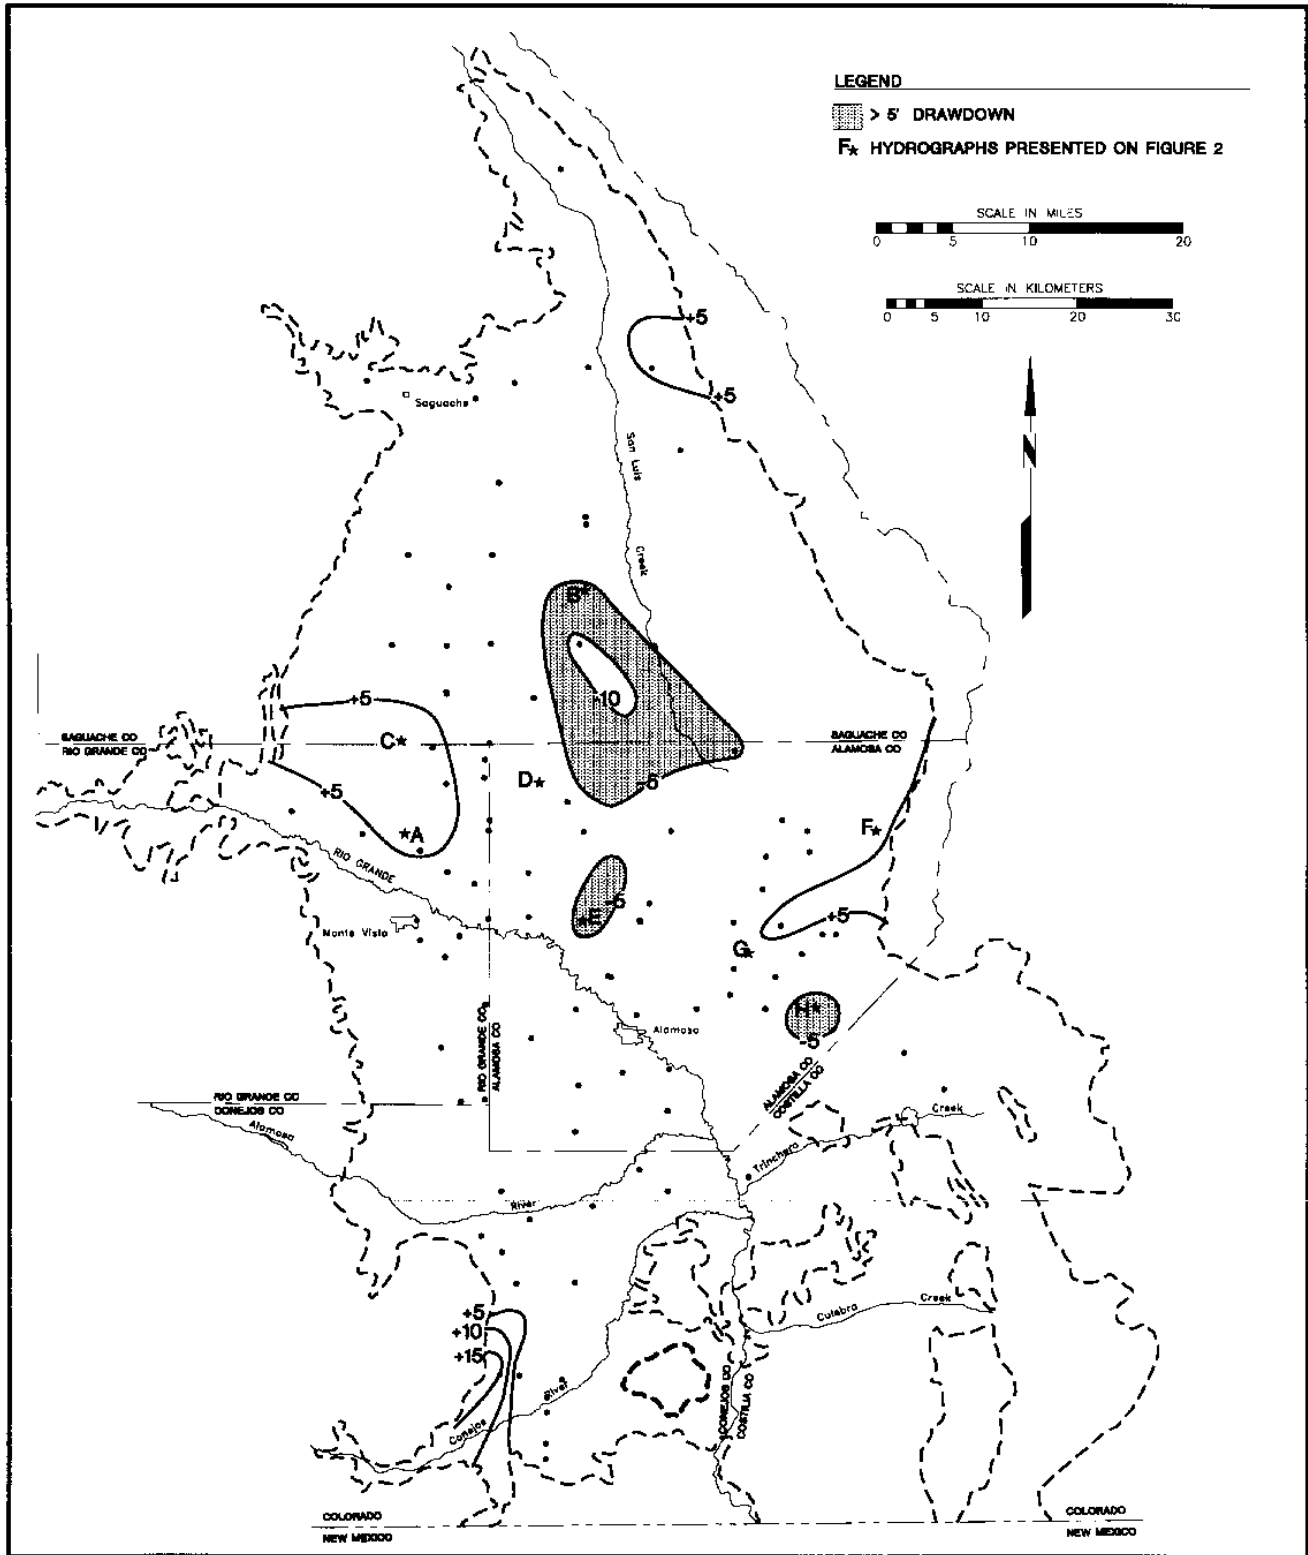 LEGEND
> 5' DRAWDOWN
F★ HYDROGRAPHS PRESENTED ON FIGURE 2
SCALE IN MILES
0 5 10 20
SCALE IN KILOMETERS
0 5 10 20 30
N
+5
+5
Saguache
San Luis
Creek
B
-10
+5
C★
SAGUACHE CO
RIO GRANDE CO
SAGUACHE CO
ALAMOSA CO
D★
-5
+5
★A
F★
RIO GRANDE
-5
★E
+5
Monte Vista
G★
H★
-5
RIO GRANDE CO
ALAMOSA CO
Alamosa
ALAMOSA CO
COSTILLA CO
RIO GRANDE CO
CONEJOS CO
Alamosa
River
Trinchera
Creek
+5
+10
+15
Culebra
Creek
Conejos
River
CONEJOS CO
COSTILLA CO
COLORADO
NEW MEXICO
COLORADO
NEW MEXICO